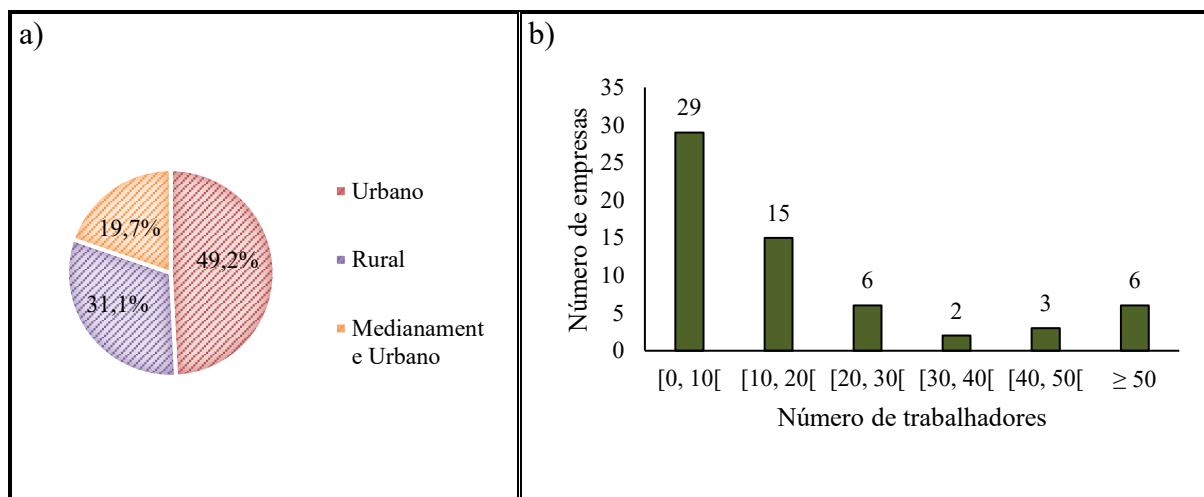 a)
19,7%
49,2%
31,1%
Urbano
Rural
Medianament
e Urbano
b)
Número de empresas
35
30
25
20
15
10
5
0
29
15
6
2
3
6
[0, 10[ [10, 20[ [20, 30[ [30, 40[ [40, 50[ ≥ 50
Número de trabalhadores